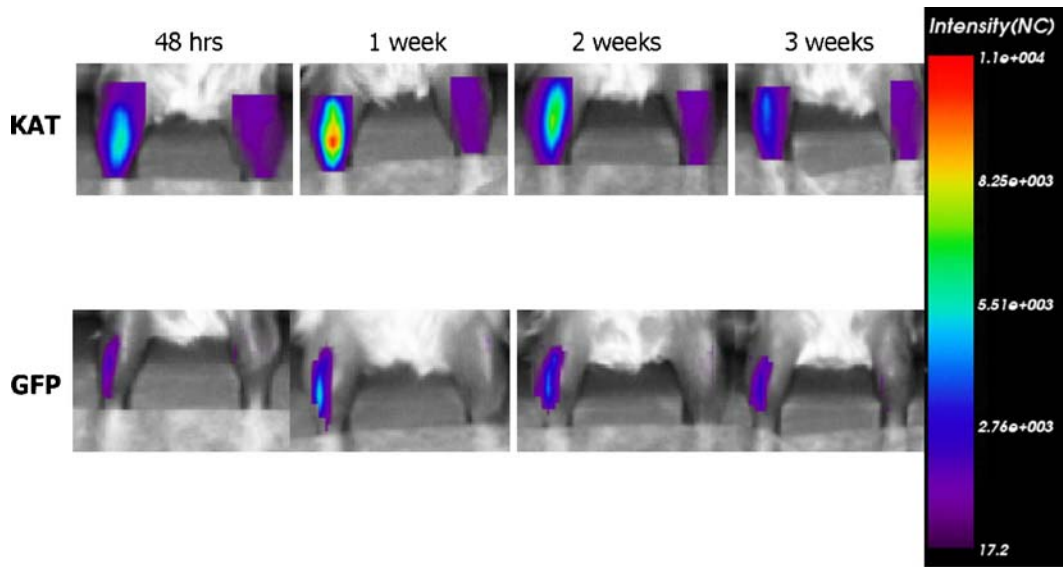 48 hrs 1 week 2 weeks 3 weeks
Intensity(NC)
1.1e+004
KAT
8.25e+003
5.51e+003
GFP
2.76e+003
17.2